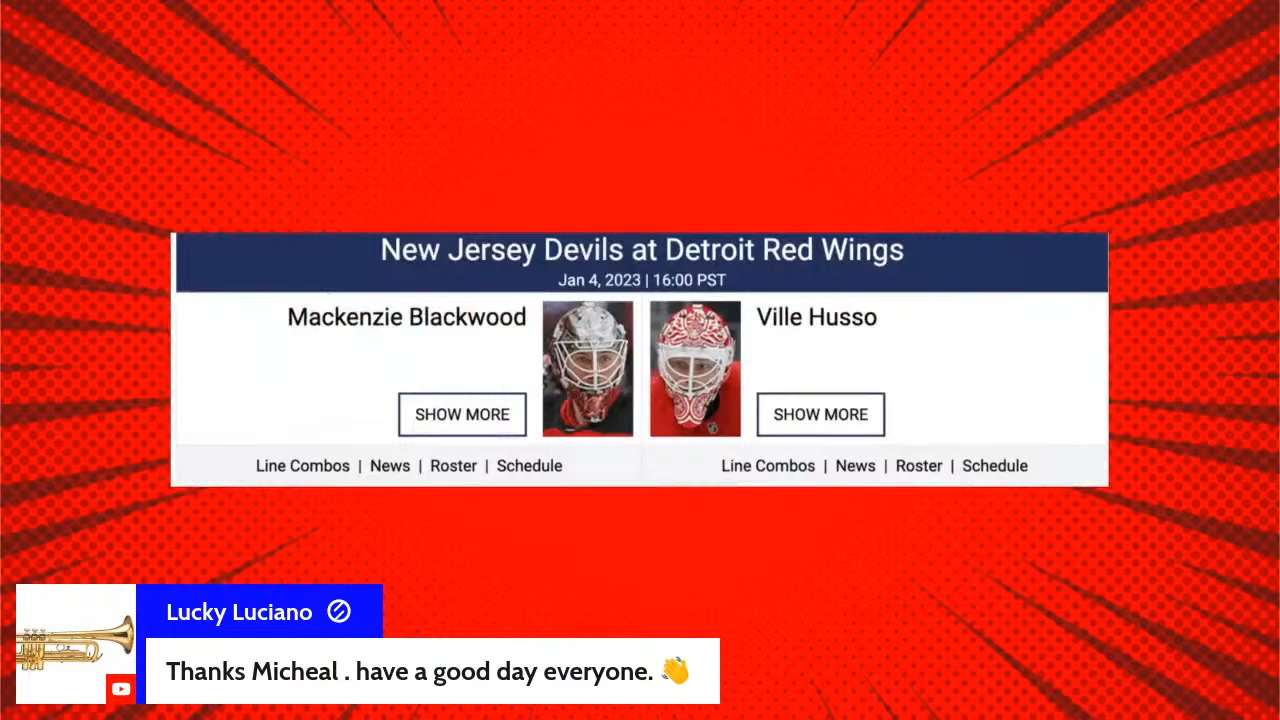 New Jersey Devils at Detroit Red Wings
Jan 4, 2023 | 16:00 PST
Mackenzie Blackwood
Ville Husso
SHOW MORE
SHOW MORE
Line Combos | News | Roster | Schedule
Line Combos | News | Roster | Schedule
Lucky Luciano
Thanks Micheal . have a good day everyone. 👋